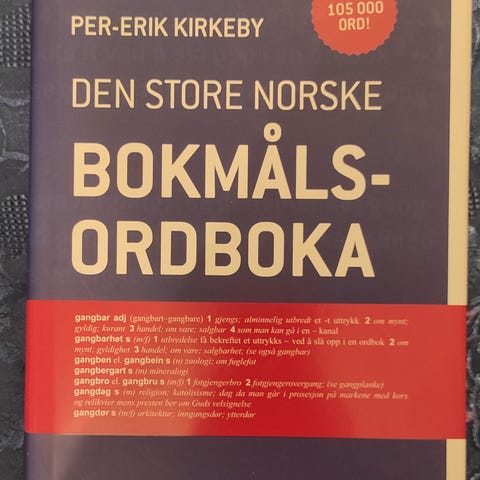 105 000
ORD!
PER-ERIK KIRKEBY
DEN STORE NORSKE
BOKMÅLS-
ORDBOKA
gangbar adj (gangbart–gangbare) 1 gjengs; alminnelig utbredt et -t uttrykk 2 om mynt;
gyldig; kurant 3 handel; om vare; salgbar 4 som man kan gå i en ~ kanal
gangbarhet s (m/f) 1 utbredelse få bekreftet et uttrykks ~ ved å slå opp i en ordbok 2 om
mynt; gyldighet 3 handel; om vare; salgbarhet; (se også gangbar)
gangben el. gangbein s (n) zoologi; om fuglefot
gangbergart s (m) mineralogi
gangbro el. gangbru s (m/f) 1 fotgjengerbro 2 fotgjengerovergang; (se gangplanke)
gangdag s (m) religion; katolisisme; dag da man går i prosesjon på markene med kors
og relikvier mens presten ber om Guds velsignelse
gangdør s (m/f) arkitektur; inngangsdør; ytterdør